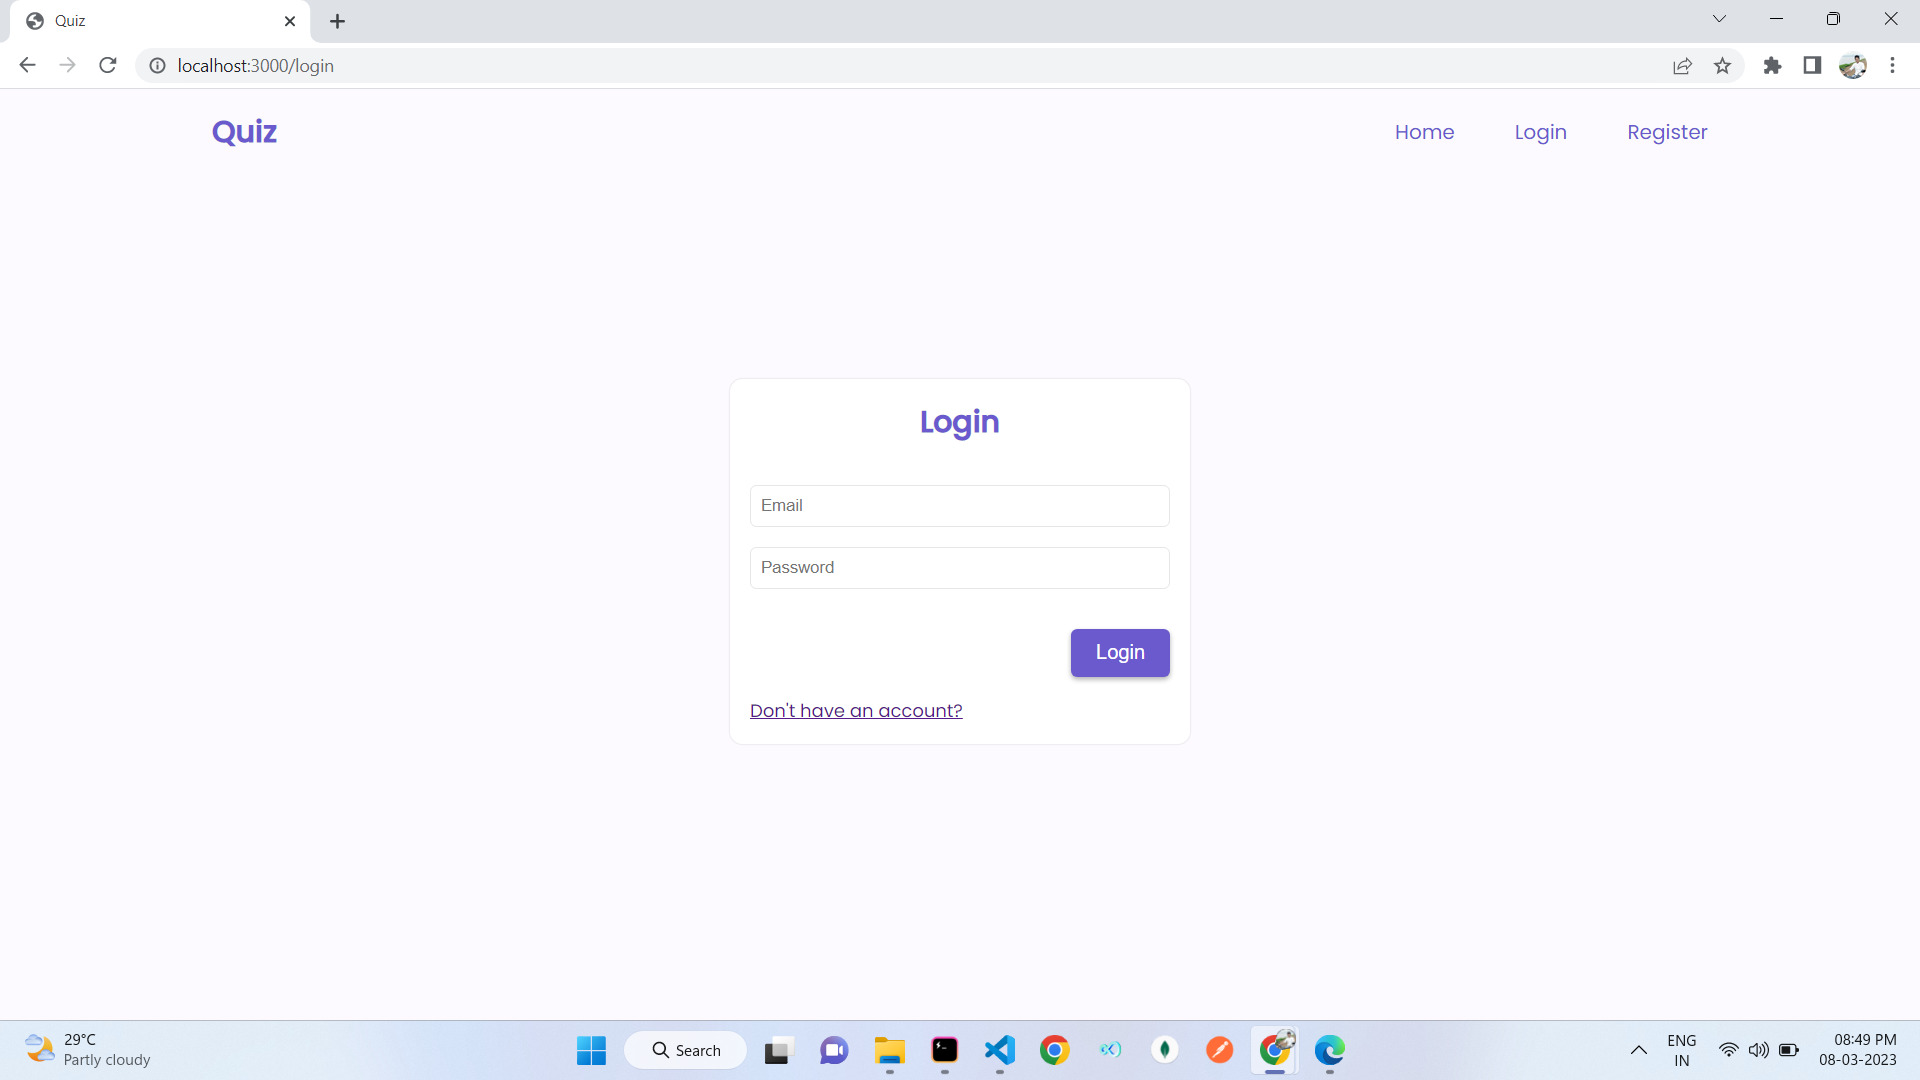 Quiz
localhost:3000/login
Quiz
Home Login Register
Login
Email
Password
Login
Don't have an account?
29°C
Partly cloudy
Search
ENG
IN
08:49 PM
08-03-2023